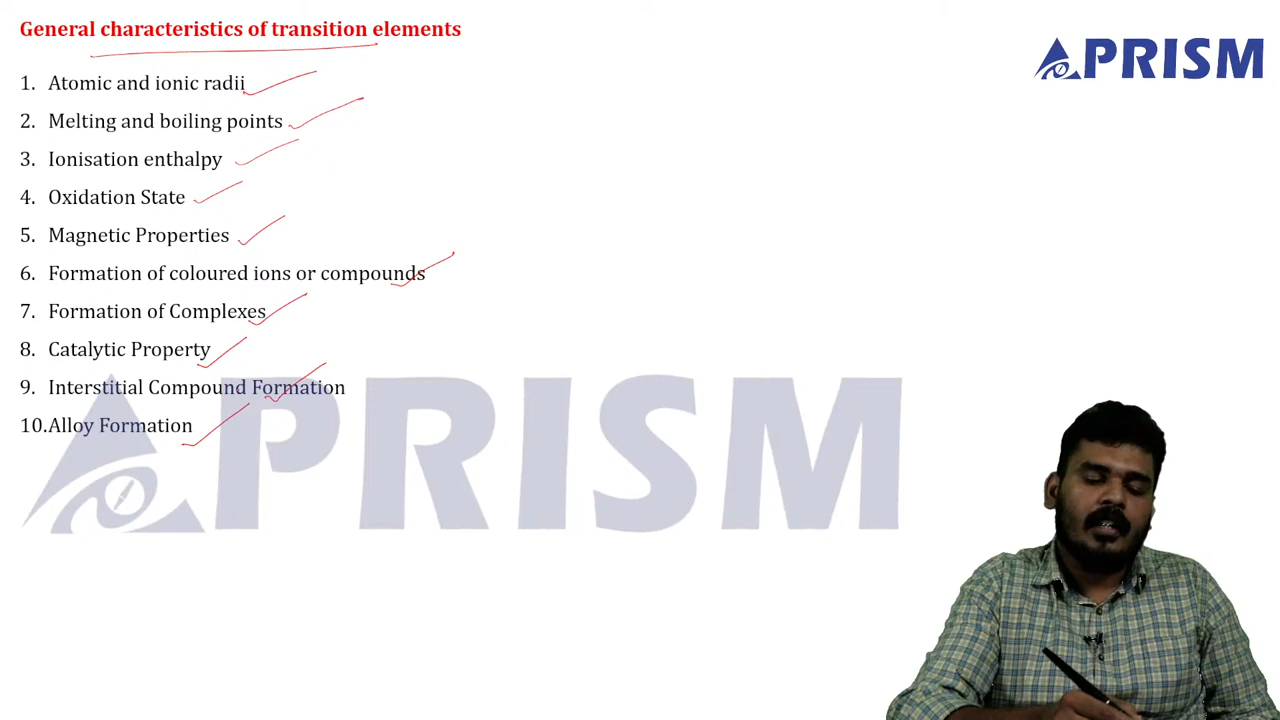 General characteristics of transition elements
PRISM
1. Atomic and ionic radii
2. Melting and boiling points
3. Ionisation enthalpy
4. Oxidation State
5. Magnetic Properties
6. Formation of coloured ions or compounds
7. Formation of Complexes
8. Catalytic Property
9. Interstitial Compound Formation
10.Alloy Formation
PRISM